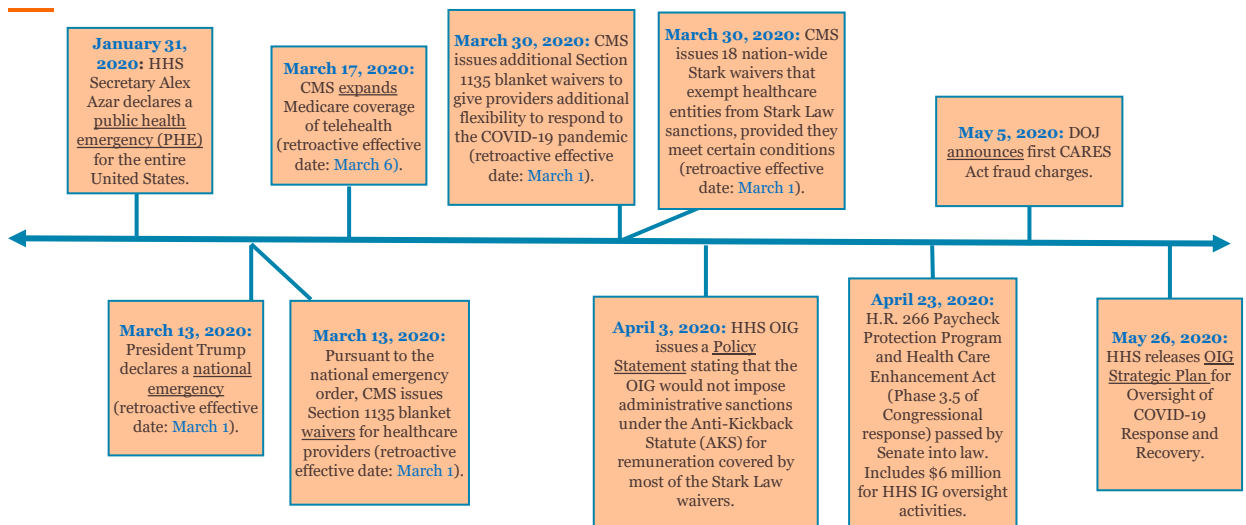 January 31,
2020: HHS
Secretary Alex
Azar declares a
public health
emergency (PHE)
for the entire
United States.
March 17, 2020:
CMS expands
Medicare coverage
of telehealth
(retroactive effective
date: March 6).
March 30, 2020: CMS
issues additional Section
1135 blanket waivers to
give providers additional
flexibility to respond to
the COVID-19 pandemic
(retroactive effective
date: March 1).
March 30, 2020: CMS
issues 18 nation-wide
Stark waivers that
exempt healthcare
entities from Stark Law
sanctions, provided they
meet certain conditions
(retroactive effective
date: March 1).
May 5, 2020: DOJ
announces first CARES
Act fraud charges.
March 13, 2020:
President Trump
declares a national
emergency
(retroactive effective
date: March 1).
March 13, 2020:
Pursuant to the
national emergency
order, CMS issues
Section 1135 blanket
waivers for healthcare
providers (retroactive
effective date: March 1).
April 3, 2020: HHS OIG
issues a Policy
Statement stating that the
OIG would not impose
administrative sanctions
under the Anti-Kickback
Statute (AKS) for
remuneration covered by
most of the Stark Law
waivers.
April 23, 2020:
H.R. 266 Paycheck
Protection Program
and Health Care
Enhancement Act
(Phase 3.5 of
Congressional
response) passed by
Senate into law.
Includes $6 million
for HHS IG oversight
activities.
May 26, 2020:
HHS releases OIG
Strategic Plan for
Oversight of
COVID-19
Response and
Recovery.